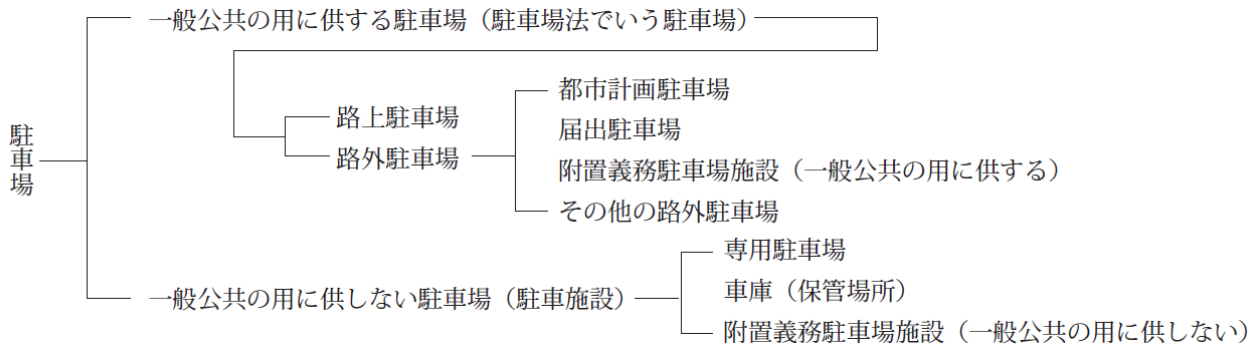 駐車場
一般公共の用に供する駐車場（駐車場法でいう駐車場）
路上駐車場
路外駐車場
都市計画駐車場
届出駐車場
附置義務駐車場施設（一般公共の用に供する）
その他の路外駐車場
一般公共の用に供しない駐車場（駐車施設）
専用駐車場
車庫（保管場所）
附置義務駐車場施設（一般公共の用に供しない）